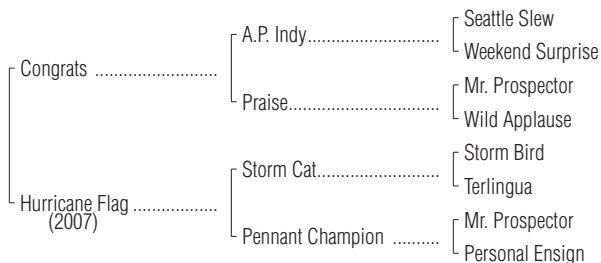 Seattle Slew
A.P. Indy..............................
Weekend Surprise
Congrats ...........................
Mr. Prospector
Praise..................................
Wild Applause
Storm Bird
Storm Cat...........................
Terlingua
Hurricane Flag ..................
(2007)
Mr. Prospector
Pennant Champion ..........
Personal Ensign